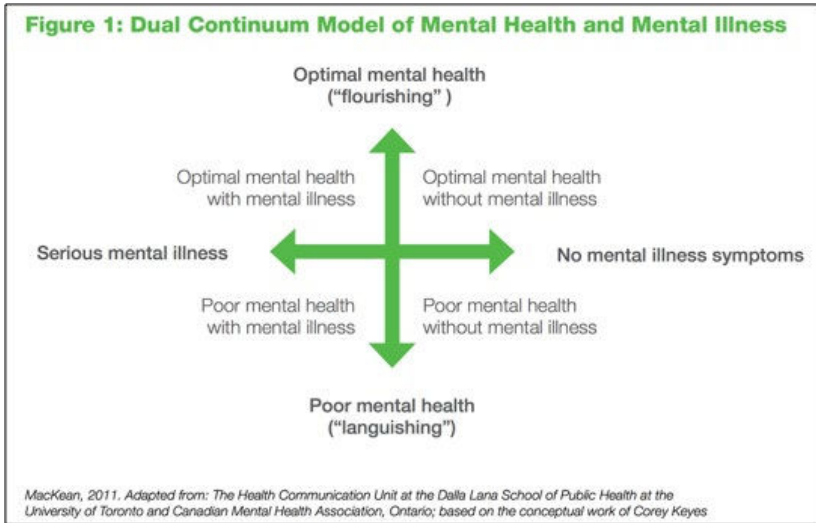 Figure 1: Dual Continuum Model of Mental Health and Mental Illness
Optimal mental health
(“flourishing” )
Optimal mental health
with mental illness
Optimal mental health
without mental illness
Serious mental illness
No mental illness symptoms
Poor mental health
with mental illness
Poor mental health
without mental illness
Poor mental health
(“languishing”)
MacKean, 2011. Adapted from: The Health Communication Unit at the Dalla Lana School of Public Health at the
University of Toronto and Canadian Mental Health Association, Ontario; based on the conceptual work of Corey Keyes